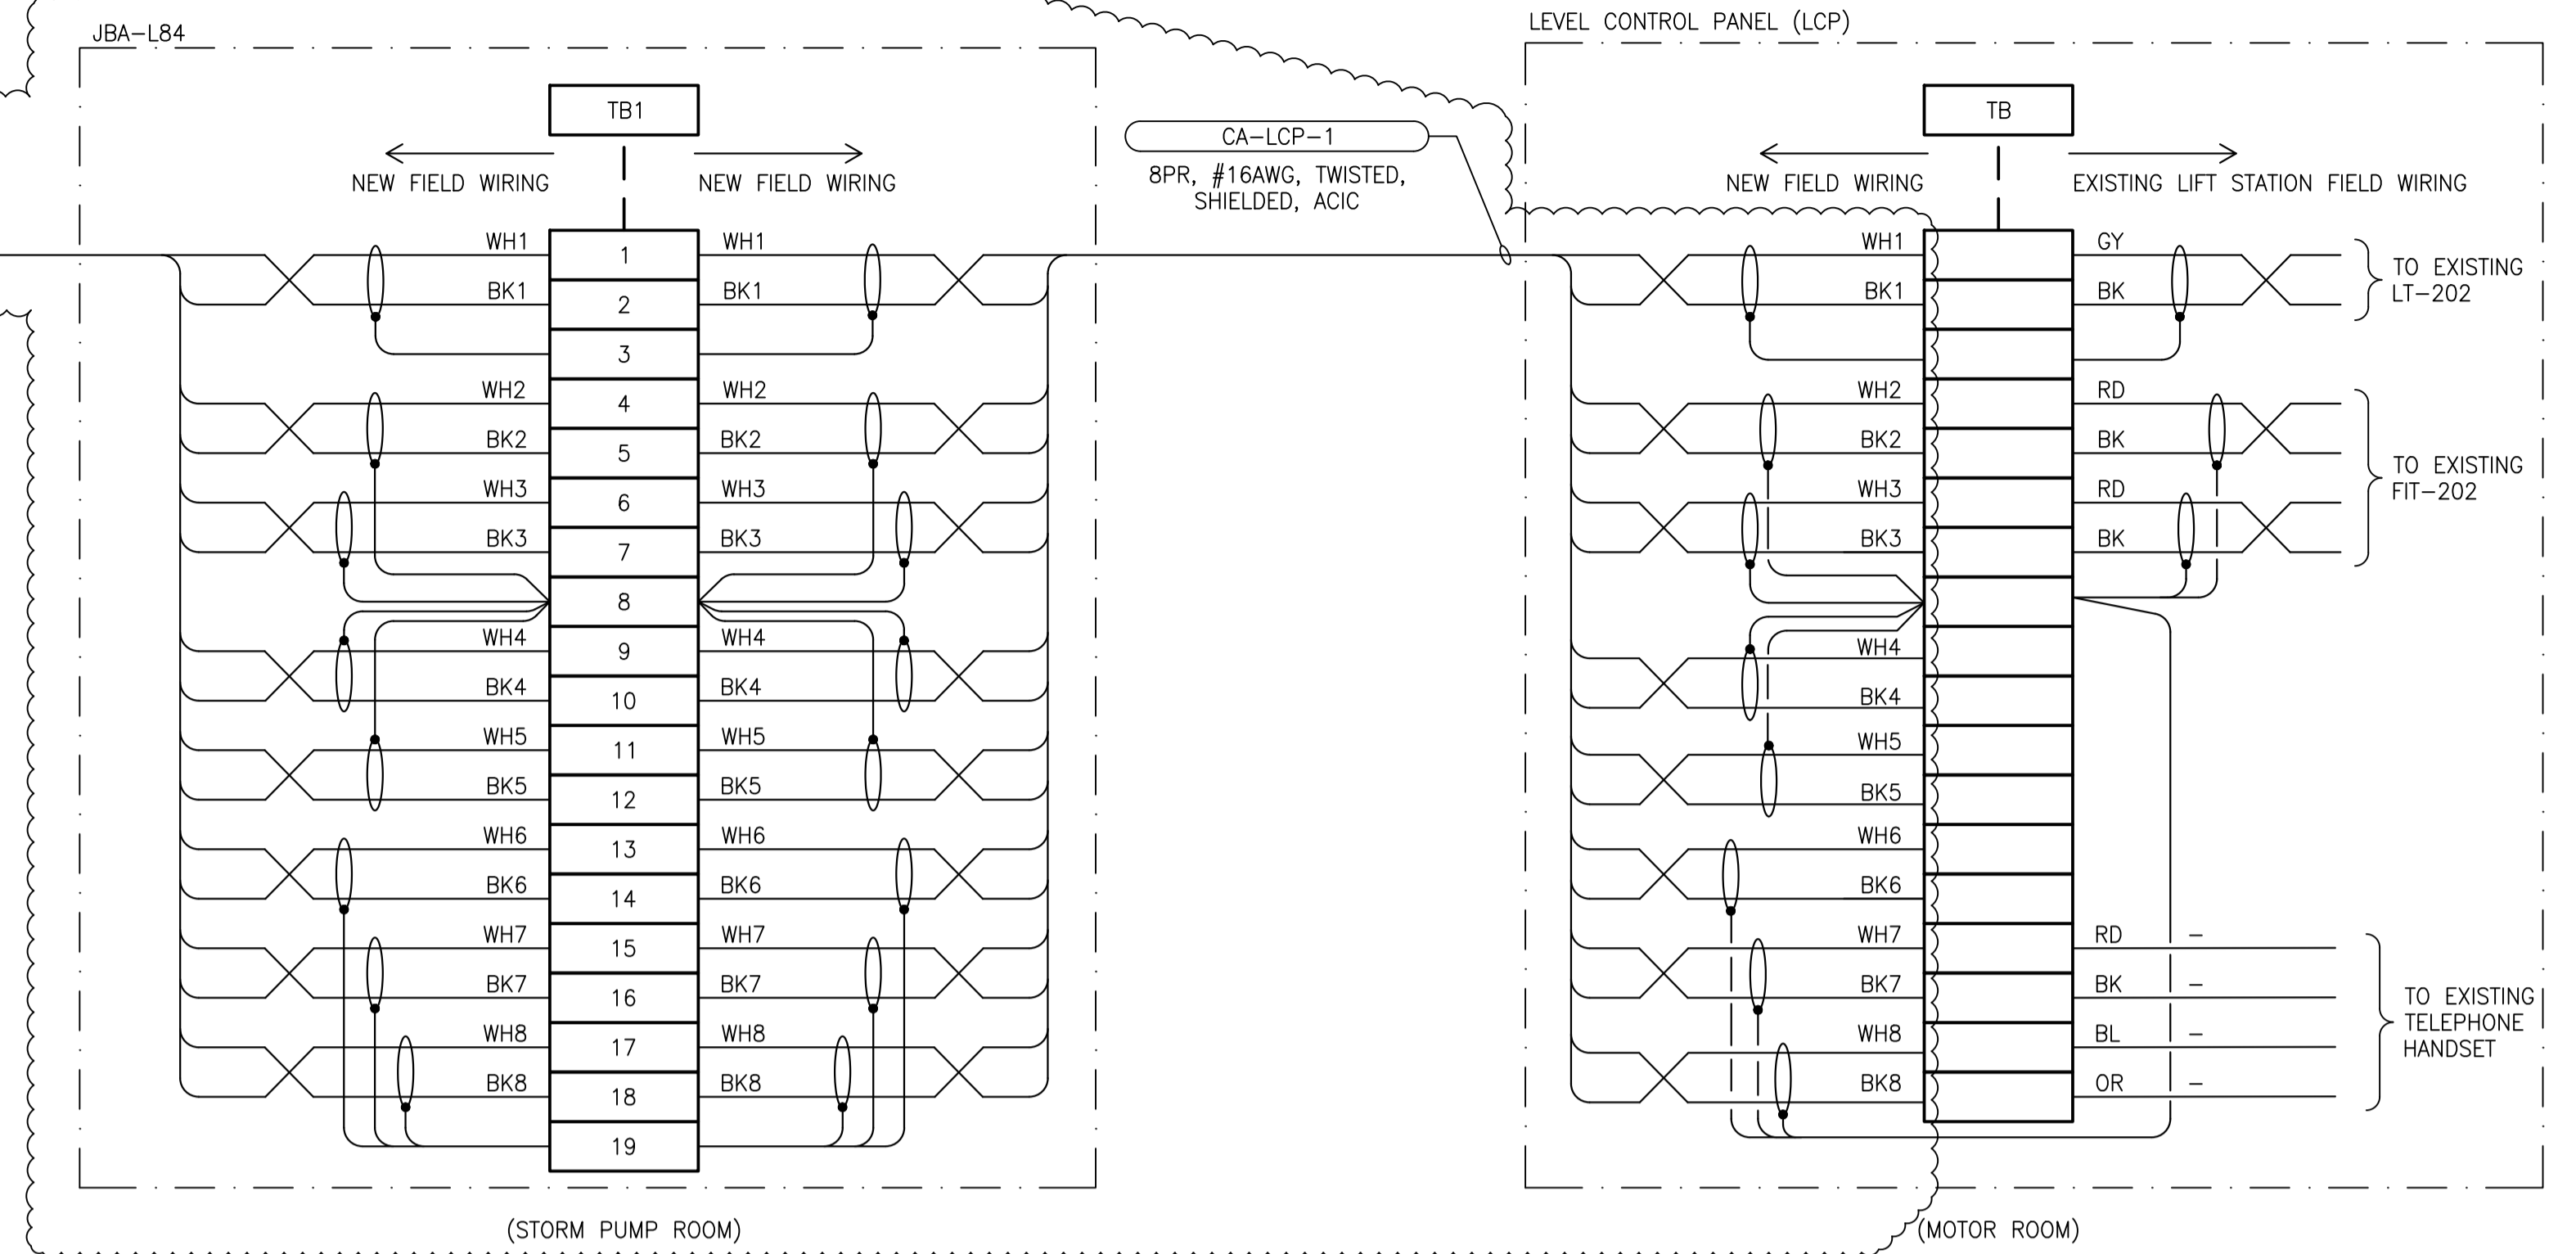 JBA-L84
TB1
NEW FIELD WIRING
NEW FIELD WIRING
WH1 1 WH1
BK1 2 BK1
3
WH2 4 WH2
BK2 5 BK2
WH3 6 WH3
BK3 7 BK3
8
WH4 9 WH4
BK4 10 BK4
WH5 11 WH5
BK5 12 BK5
WH6 13 WH6
BK6 14 BK6
WH7 15 WH7
BK7 16 BK7
WH8 17 WH8
BK8 18 BK8
19
(STORM PUMP ROOM)
CA-LCP-1
8PR, #16AWG, TWISTED,
SHIELDED, ACIC
LEVEL CONTROL PANEL (LCP)
TB
NEW FIELD WIRING
EXISTING LIFT STATION FIELD WIRING
WH1 GY
BK1 BK
TO EXISTING
LT-202
WH2 RD
BK2 BK
WH3 RD
BK3 BK
TO EXISTING
FIT-202
WH4
BK4
WH5
BK5
WH6
BK6
WH7 RD -
BK7 BK -
WH8 BL -
BK8 OR -
TO EXISTING
TELEPHONE
HANDSET
(MOTOR ROOM)